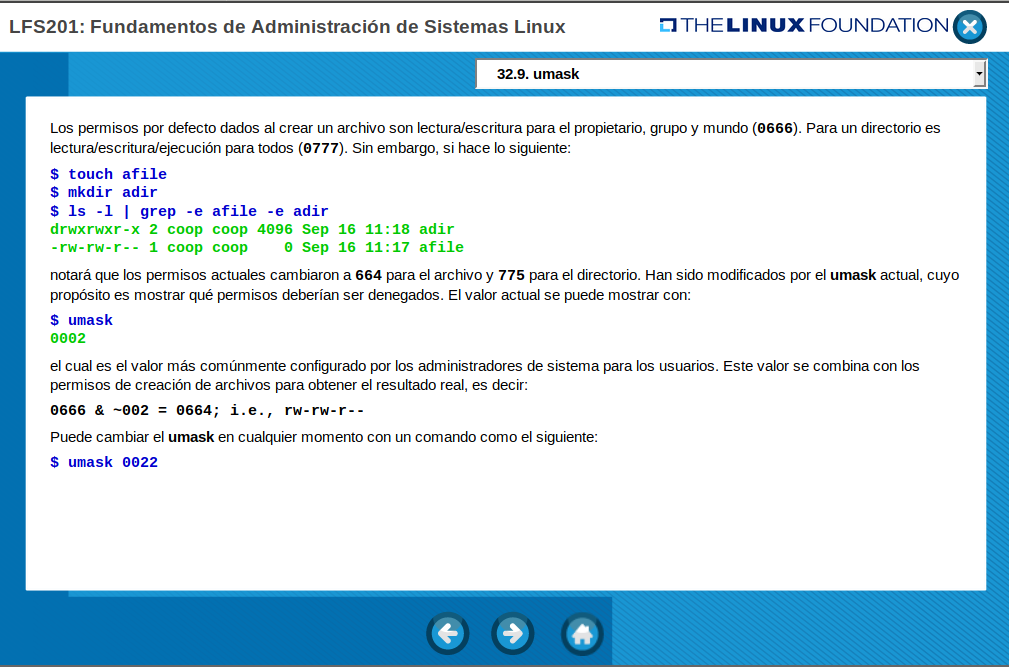 LFS201: Fundamentos de Administración de Sistemas Linux
THE LINUX FOUNDATION
32.9. umask
Los permisos por defecto dados al crear un archivo son lectura/escritura para el propietario, grupo y mundo (0666). Para un directorio es
lectura/escritura/ejecución para todos (0777). Sin embargo, si hace lo siguiente:
$ touch afile
$ mkdir adir
$ ls -l | grep -e afile -e adir
drwxrwxr-x 2 coop coop 4096 Sep 16 11:18 adir
-rw-rw-r-- 1 coop coop    0 Sep 16 11:17 afile
notará que los permisos actuales cambiaron a 664 para el archivo y 775 para el directorio. Han sido modificados por el umask actual, cuyo
propósito es mostrar qué permisos deberían ser denegados. El valor actual se puede mostrar con:
$ umask
0002
el cual es el valor más comúnmente configurado por los administradores de sistema para los usuarios. Este valor se combina con los
permisos de creación de archivos para obtener el resultado real, es decir:
0666 & ~002 = 0664; i.e., rw-rw-r--
Puede cambiar el umask en cualquier momento con un comando como el siguiente:
$ umask 0022